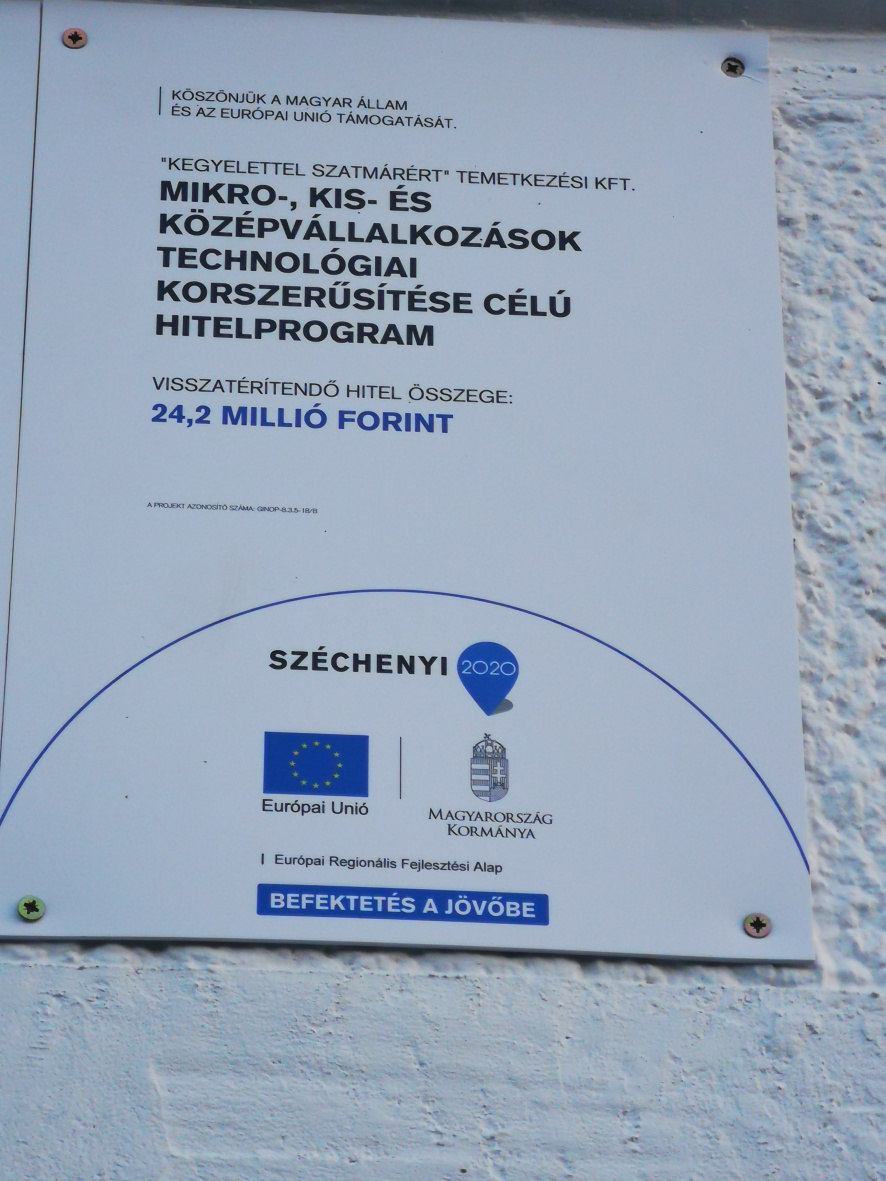 KÖSZÖNJÜK A MAGYAR ÁLLAM
ÉS AZ EURÓPAI UNIÓ TÁMOGATÁSÁT.
"KEGYELETTEL SZATMÁRÉRT" TEMETKEZÉSI KFT.
MIKRO-, KIS- ÉS
KÖZÉPVÁLLALKOZÁSOK
TECHNOLÓGIAI
KORSZERŰSÍTÉSE CÉLÚ
HITELPROGRAM
VISSZATÉRÍTENDŐ HITEL ÖSSZEGE:
24,2 MILLIÓ FORINT
A PROJEKT AZONOSÍTÓ SZÁMA: GINOP-8.3.5-18/B
SZÉCHENYI 2020
Európai Unió
MAGYARORSZÁG
KORMÁNYA
Európai Regionális Fejlesztési Alap
BEFEKTETÉS A JÖVŐBE